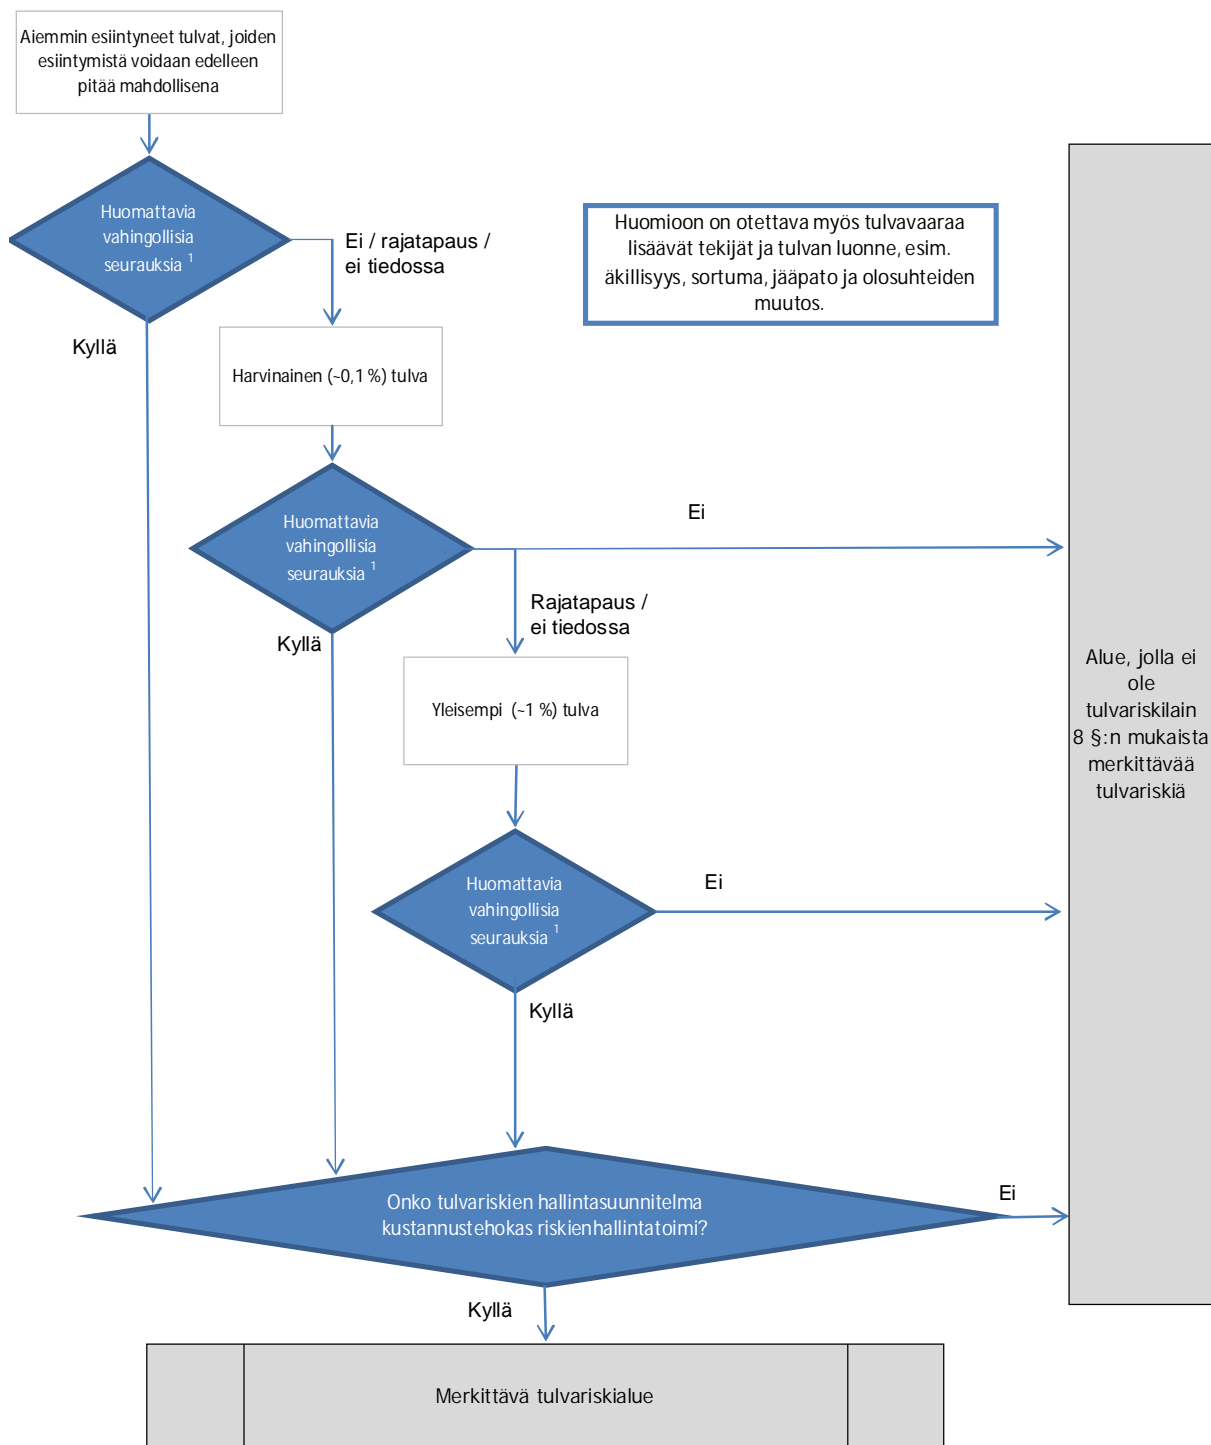 Aiemmin esiintyneet tulvat, joiden
esiintymistä voidaan edelleen
pitää mahdollisena
Huomattavia
vahingollisia
seurauksia ¹
Ei / rajatapaus /
ei tiedossa
Huomioon on otettava myös tulvavaaraa
lisäävät tekijät ja tulvan luonne, esim.
äkillisyys, sortuma, jääpato ja olosuhteiden
muutos.
Kyllä
Harvinainen (~0,1 %) tulva
Huomattavia
vahingollisia
seurauksia ¹
Ei
Rajatapaus /
ei tiedossa
Kyllä
Yleisempi (~1 %) tulva
Alue, jolla ei
ole
tulvariskilain
8 §:n mukaista
merkittävää
tulvariskiä
Huomattavia
vahingollisia
seurauksia ¹
Ei
Kyllä
Onko tulvariskien hallintasuunnitelma
kustannustehokas riskienhallintatoimi?
Ei
Kyllä
Merkittävä tulvariskialue